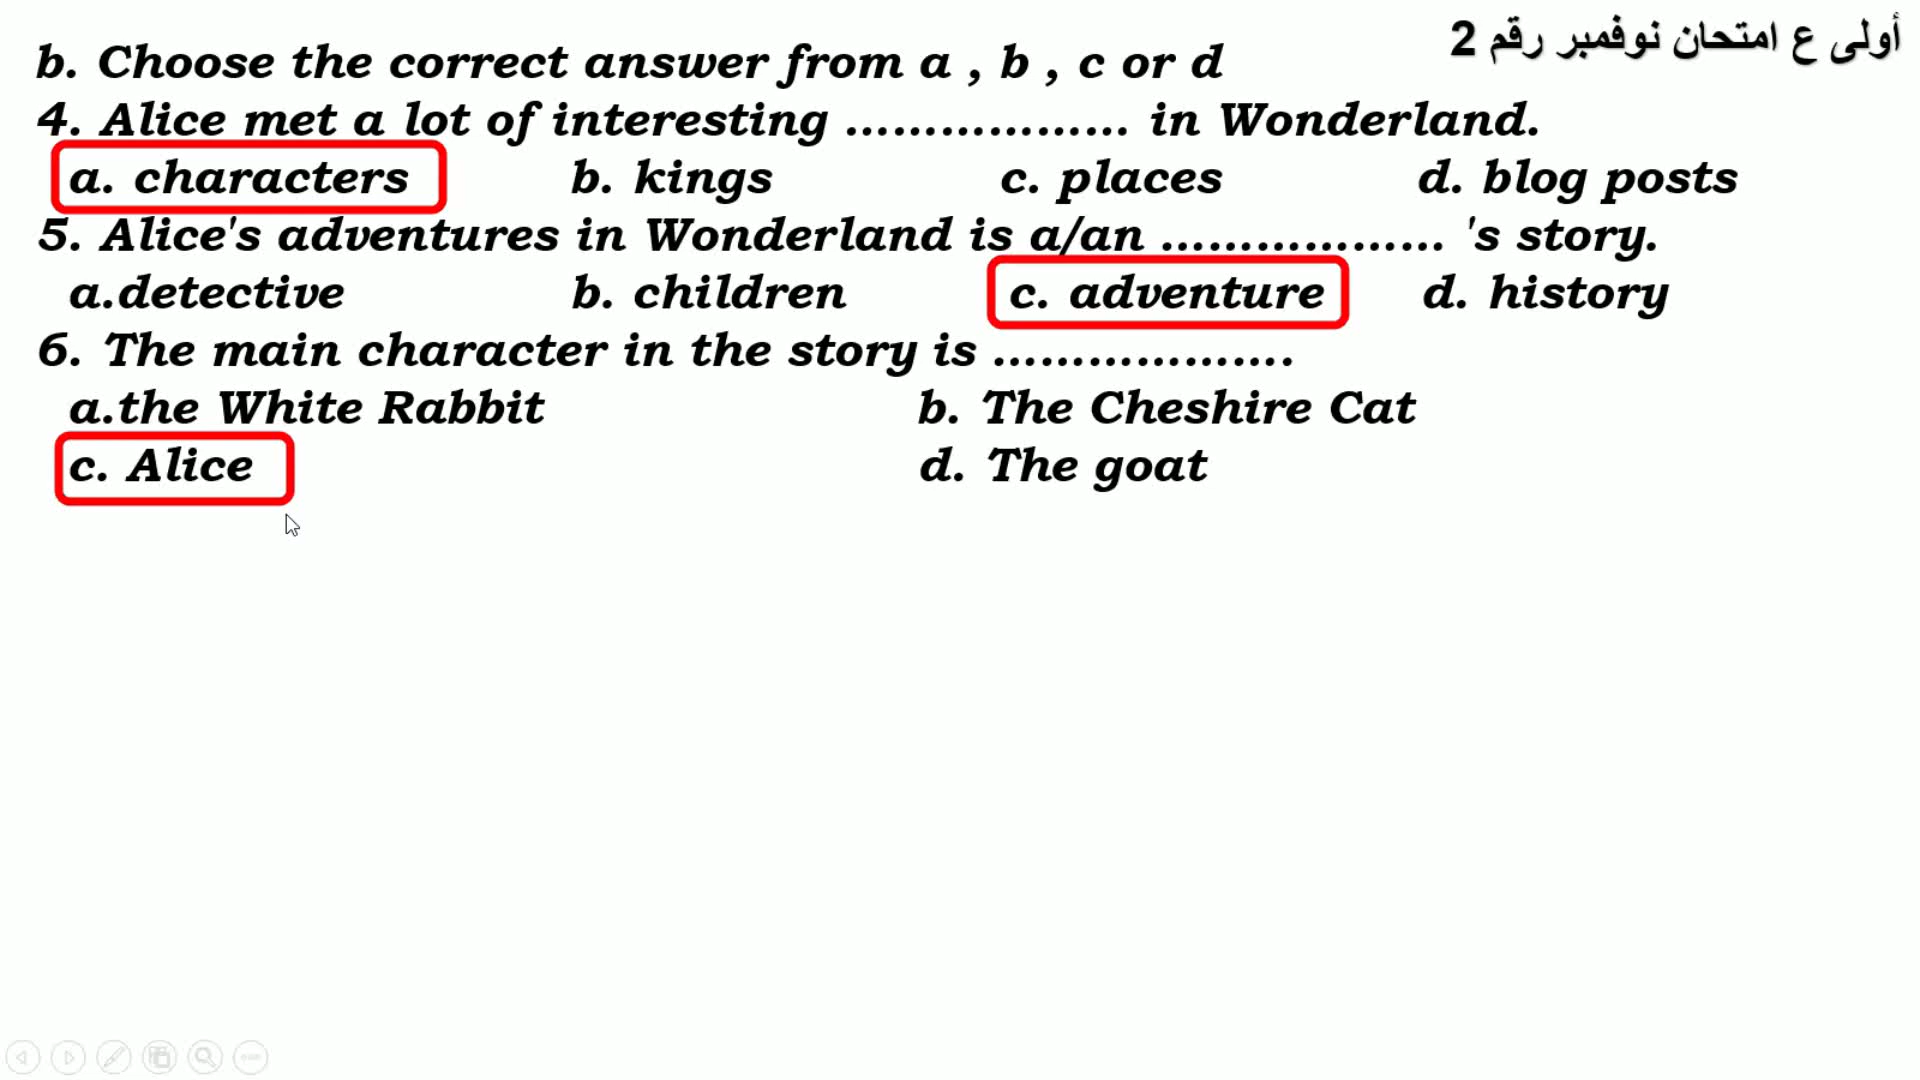 أولى ع امتحان نوفمبر رقم 2
b. Choose the correct answer from a , b , c or d
4. Alice met a lot of interesting .................. in Wonderland.
a. characters b. kings c. places d. blog posts
5. Alice's adventures in Wonderland is a/an .................. 's story.
a.detective b. children c. adventure d. history
6. The main character in the story is ...................
a.the White Rabbit b. The Cheshire Cat
c. Alice d. The goat